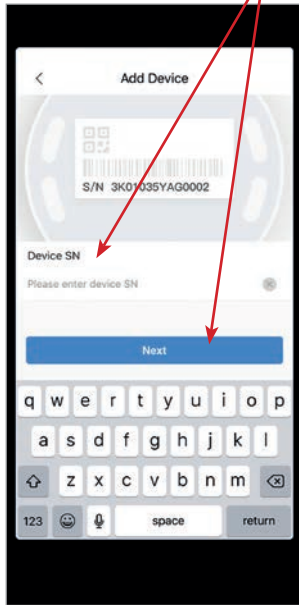 Add Device
S/N 3K01035YAG0002
Device SN
Please enter device SN
Next
q w e r t y u i o p
a s d f g h j k l
z x c v b n m
123 space return